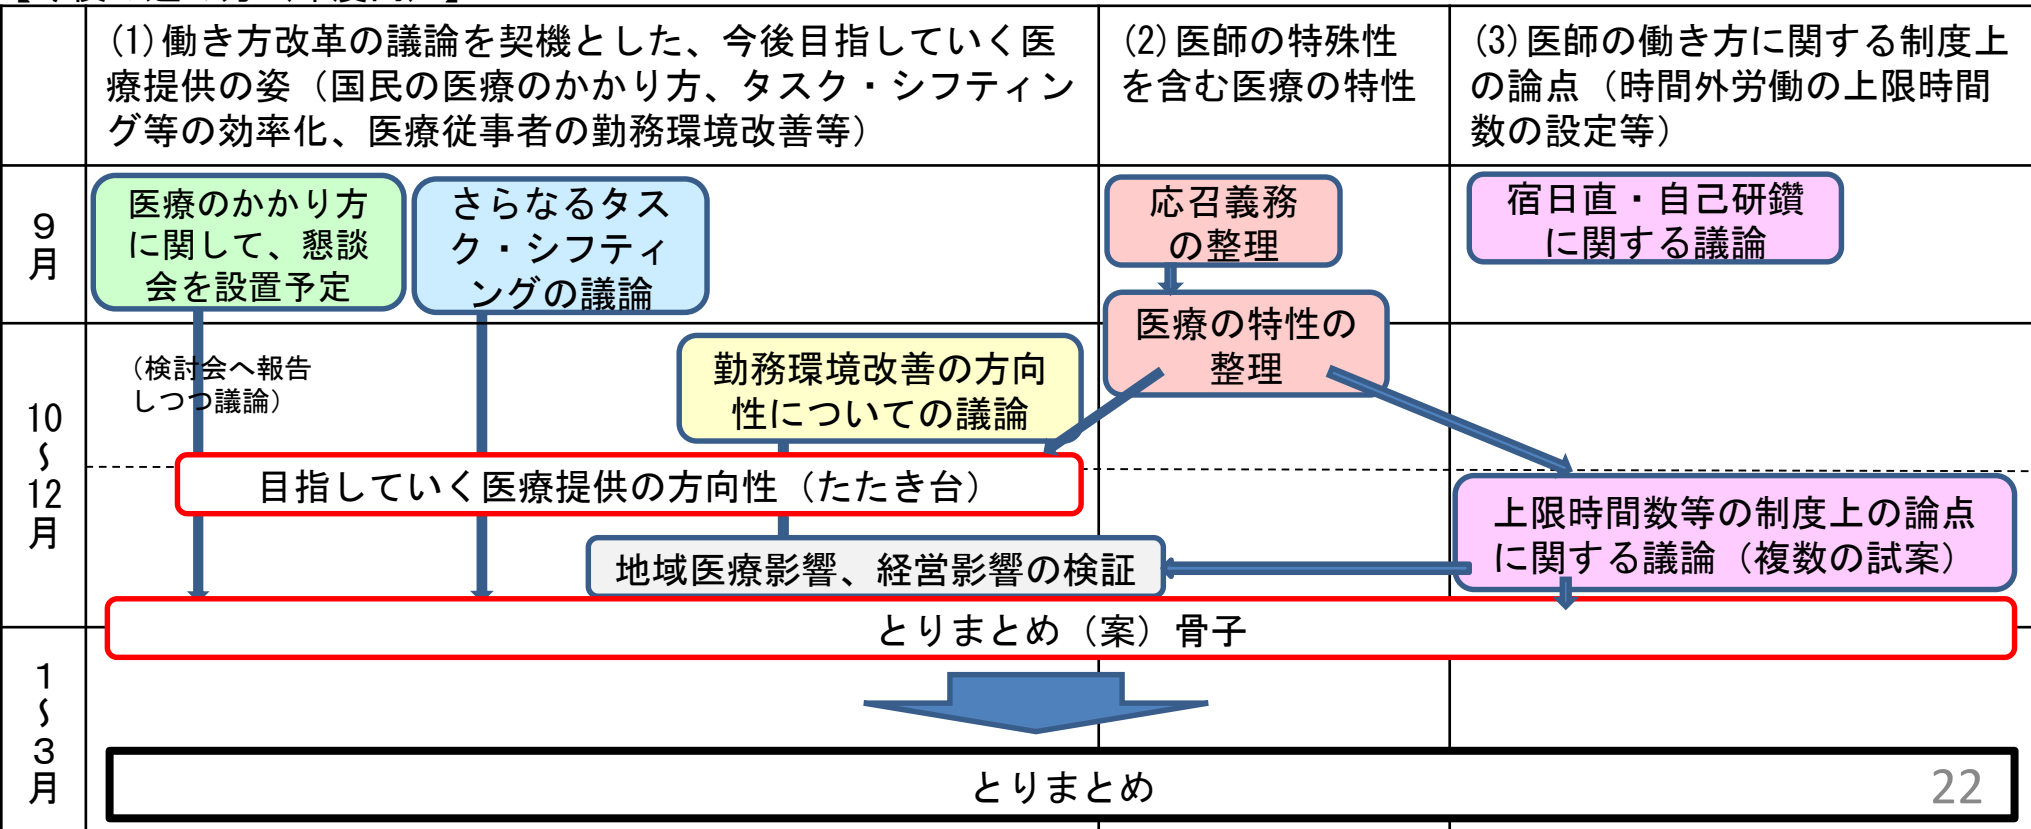 (1)働き方改革の議論を契機とした、今後目指していく医
療提供の姿（国民の医療のかかり方、タスク・シフティン
グ等の効率化、医療従事者の勤務環境改善等）
(2)医師の特殊性
を含む医療の特性
(3)医師の働き方に関する制度上
の論点（時間外労働の上限時間
数の設定等）
９
月
医療のかかり方
に関して、懇談
会を設置予定
さらなるタス
ク・シフティ
ングの議論
応召義務
の整理
宿日直・自己研鑽
に関する議論
医療の特性の
整理
10
～
12
月
（検討会へ報告
しつつ議論）
勤務環境改善の方向
性についての議論
目指していく医療提供の方向性（たたき台）
上限時間数等の制度上の論点
に関する議論（複数の試案）
地域医療影響、経営影響の検証
とりまとめ（案）骨子
１
～
３
月
とりまとめ
22